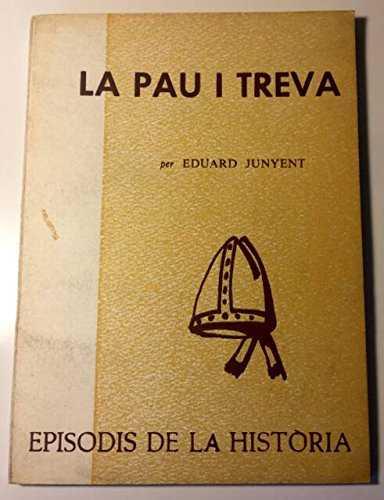 LA PAU I TREVA
per EDUARD JUNYENT
EPISODIS DE LA HISTÒRIA